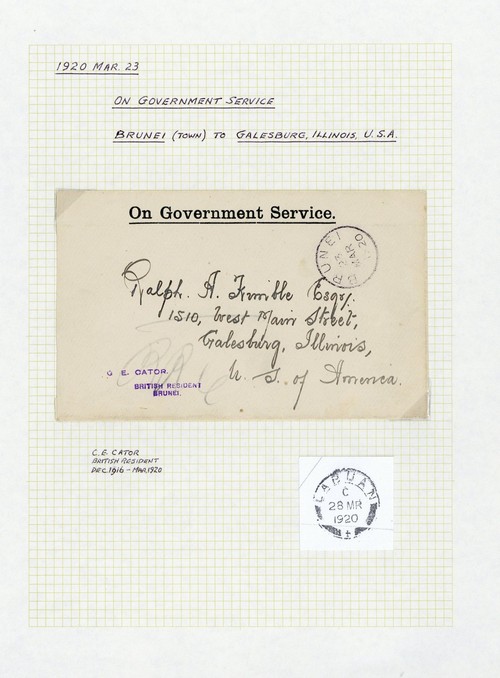 1920 MAR. 23
ON GOVERNMENT SERVICE
BRUNEI (TOWN) TO GALESBURG, ILLINOIS, U.S.A.
On Government Service.
BRUNEI
23
MAR
1920
Ralph. A. Kimble Esqr.
1510, West Main Street,
Galesburg, Illinois,
U. S. of America.
G. E. CATOR.
BRITISH RESIDENT
BRUNEI.
C.E. CATOR
BRITISH RESIDENT
DEC. 1916 – MAR. 1920
LABUAN
C
28 MR
1920